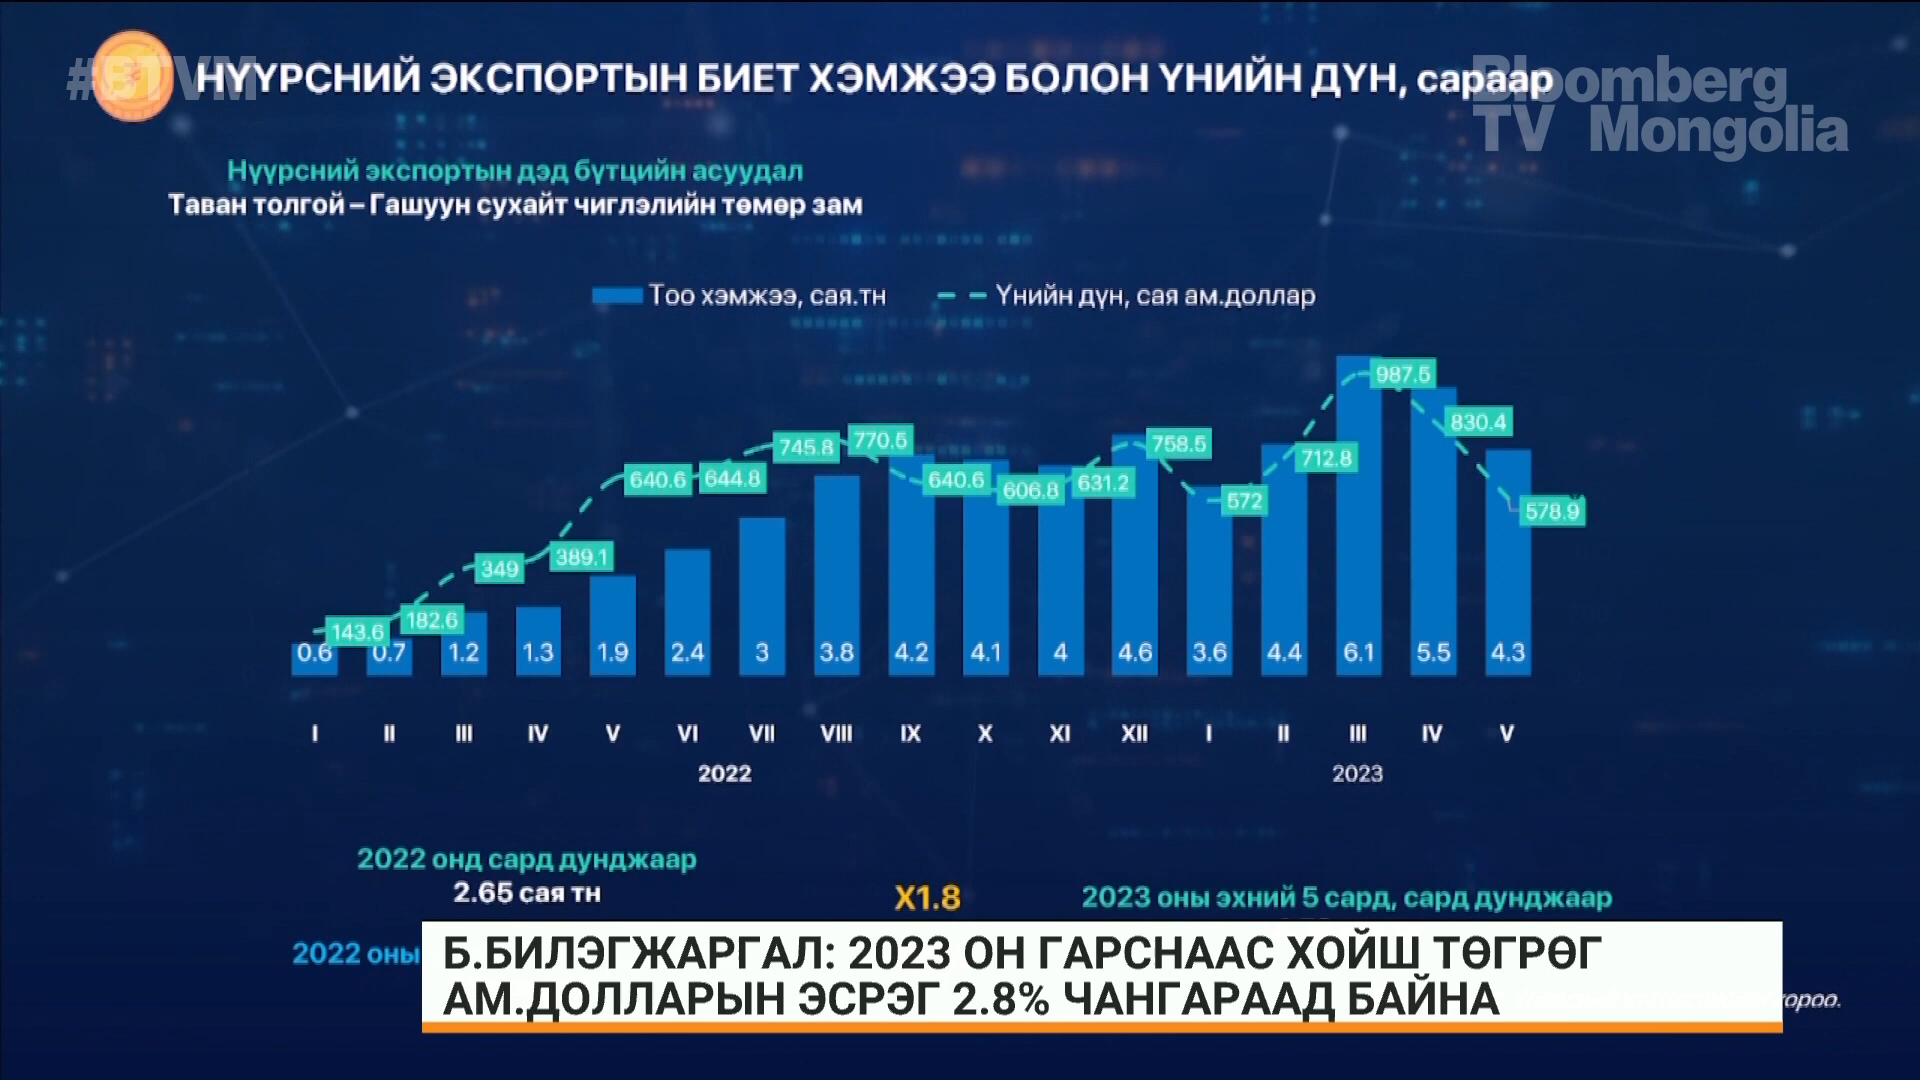 #BTVM
НҮҮРСНИЙ ЭКСПОРТЫН БИЕТ ХЭМЖЭЭ БОЛОН ҮНИЙН ДҮН, сараар
Bloomberg
TV Mongolia
Нүүрсний экспортын дэд бүтцийн асуудал
Таван толгой – Гашуун сухайт чиглэлийн төмөр зам
Тоо хэмжээ, сая.тн
Үнийн дүн, сая ам.доллар
143.6 182.6 349 389.1 640.6 644.8 745.8 770.5 640.6 606.8 631.2 758.5 572 712.8 987.5 830.4 578.9
0.6 0.7 1.2 1.3 1.9 2.4 3 3.8 4.2 4.1 4 4.6 3.6 4.4 6.1 5.5 4.3
I II III IV V VI VII VIII IX X XI XII I II III IV V
2022 2023
2022 онд сард дунджаар
2.65 сая тн
X1.8
2023 оны эхний 5 сард, сард дунджаар
2022 оны
Б.БИЛЭГЖАРГАЛ: 2023 ОН ГАРСНААС ХОЙШ ТӨГРӨГ
АМ.ДОЛЛАРЫН ЭСРЭГ 2.8% ЧАНГАРААД БАЙНА